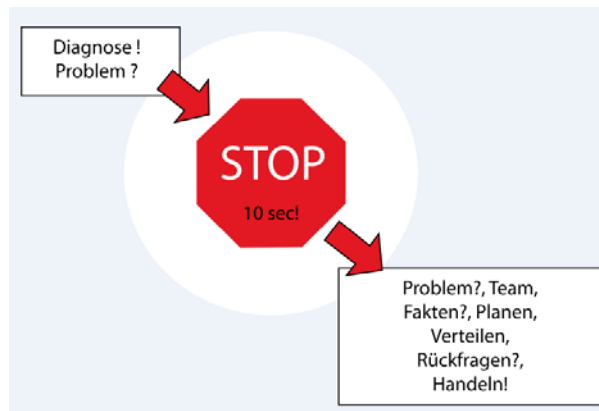 Diagnose !
Problem ?
STOP
10 sec!
Problem?, Team,
Fakten?, Planen,
Verteilen,
Rückfragen?,
Handeln!